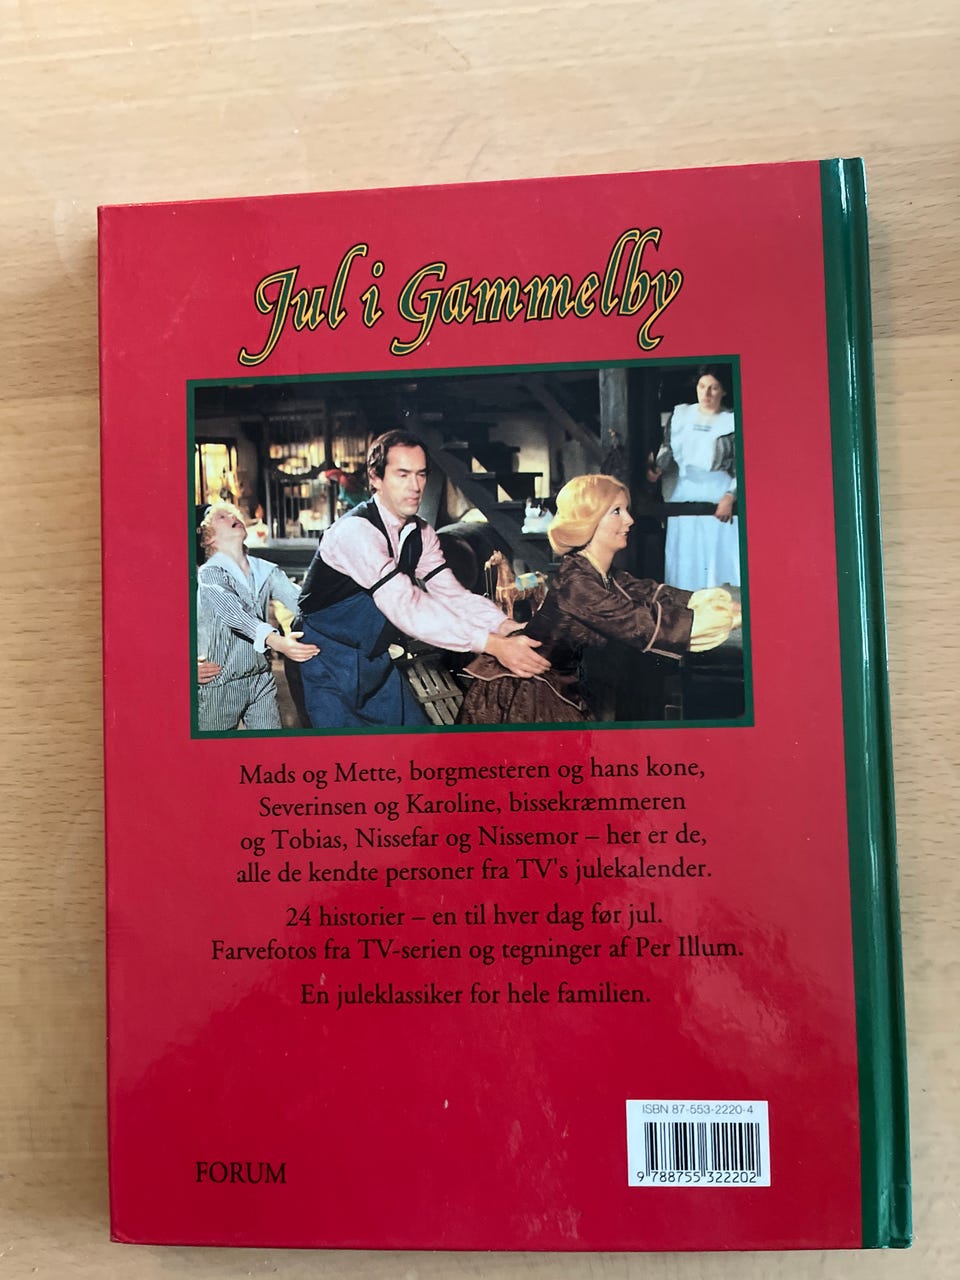 Jul i Gammelby
Mads og Mette, borgmesteren og hans kone,
Severinsen og Karoline, bissekræmmeren
og Tobias, Nissefar og Nissemor – her er de,
alle de kendte personer fra TV's julekalender.
24 historier – en til hver dag før jul.
Farvefotos fra TV-serien og tegninger af Per Illum.
En juleklassiker for hele familien.
ISBN 87-553-2220-4
9 788755 322202
FORUM